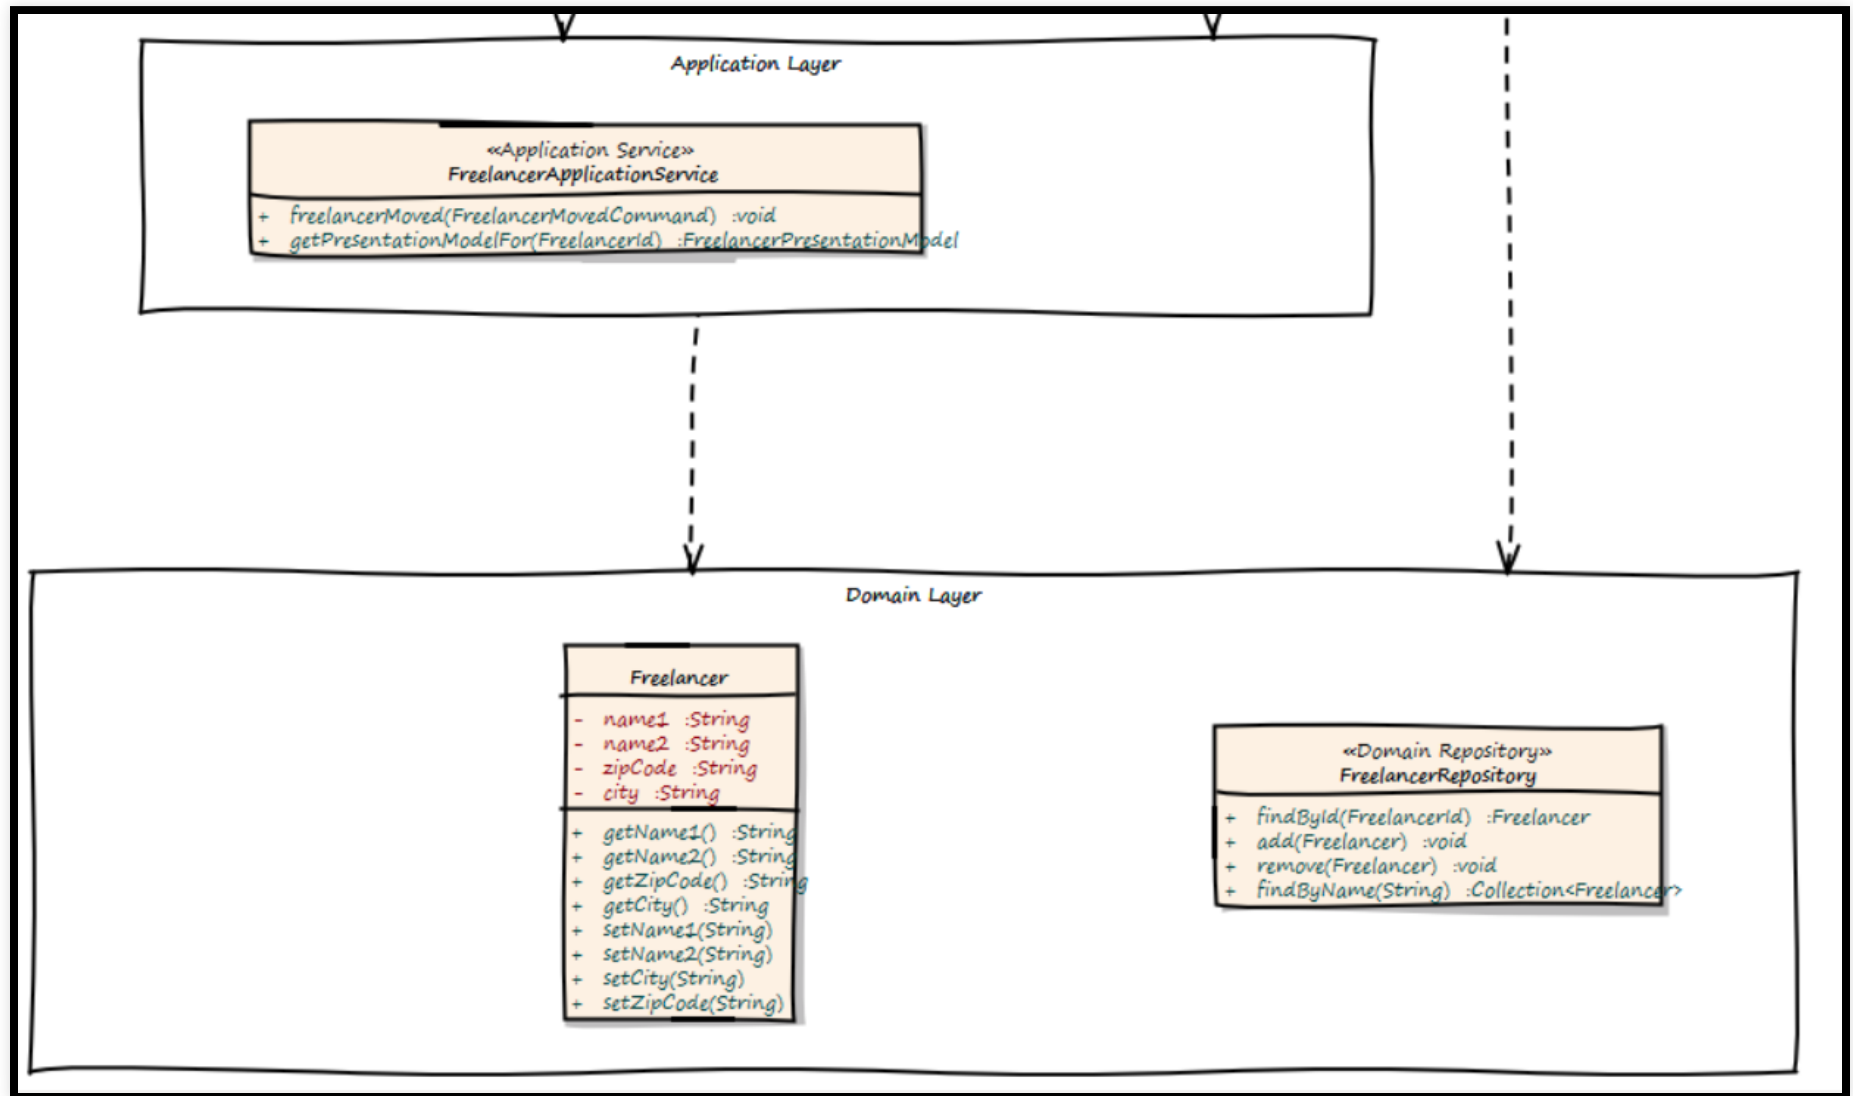 Application Layer
«Application Service»
FreelancerApplicationService
+ freelancerMoved(FreelancerMovedCommand) :void
+ getPresentationModelFor(FreelancerId) :FreelancerPresentationModel
Domain Layer
Freelancer
- name1 :String
- name2 :String
- zipCode :String
- city :String
+ getName1() :String
+ getName2() :String
+ getZipCode() :String
+ getCity() :String
+ setName1(String)
+ setName2(String)
+ setCity(String)
+ setZipCode(String)
«Domain Repository»
FreelancerRepository
+ findById(FreelancerId) :Freelancer
+ add(Freelancer) :void
+ remove(Freelancer) :void
+ findByName(String) :Collection<Freelancer>